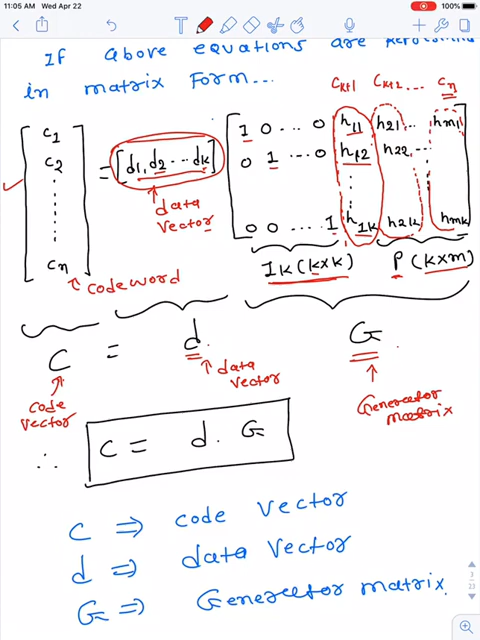 11:05 AM Wed Apr 22
100%
If above equations are
in matrix form...
Ck+1 Ck+2 ... Cn
c1
c2
cn
= [d1, d2 ... dk]
1 0 ... 0 h11 h21 ... hm1
0 1 ... 0 h12 h22 ...
0 0 ... 1 h1k h2k hmk
data vector
codeword
Ik (k×k) P (k×m)
C = d G
code vector
data vector
Generator matrix
∴ C = d . G
C ⇒ code vector
d ⇒ data vector
G ⇒ Generator matrix.
3
23